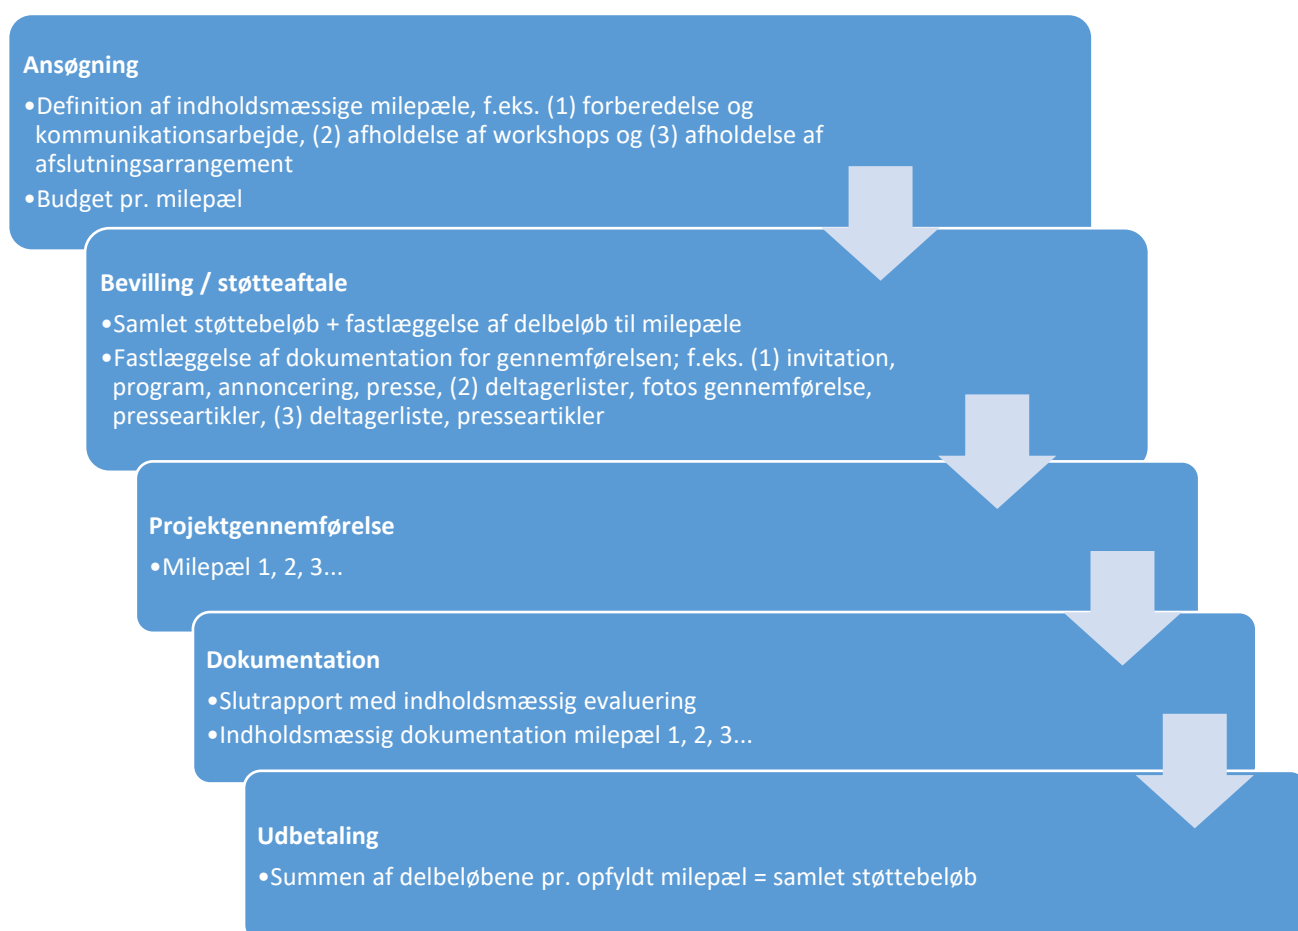 Ansøgning
•Definition af indholdsmæssige milepæle, f.eks. (1) forberedelse og
kommunikationsarbejde, (2) afholdelse af workshops og (3) afholdelse af
afslutningsarrangement
•Budget pr. milepæl
Bevilling / støtteaftale
•Samlet støttebeløb + fastlæggelse af delbeløb til milepæle
•Fastlæggelse af dokumentation for gennemførelsen; f.eks. (1) invitation,
program, annoncering, presse, (2) deltagerlister, fotos gennemførelse,
presseartikler, (3) deltagerliste, presseartikler
Projektgennemførelse
•Milepæl 1, 2, 3...
Dokumentation
•Slutrapport med indholdsmæssig evaluering
•Indholdsmæssig dokumentation milepæl 1, 2, 3...
Udbetaling
•Summen af delbeløbene pr. opfyldt milepæl = samlet støttebeløb